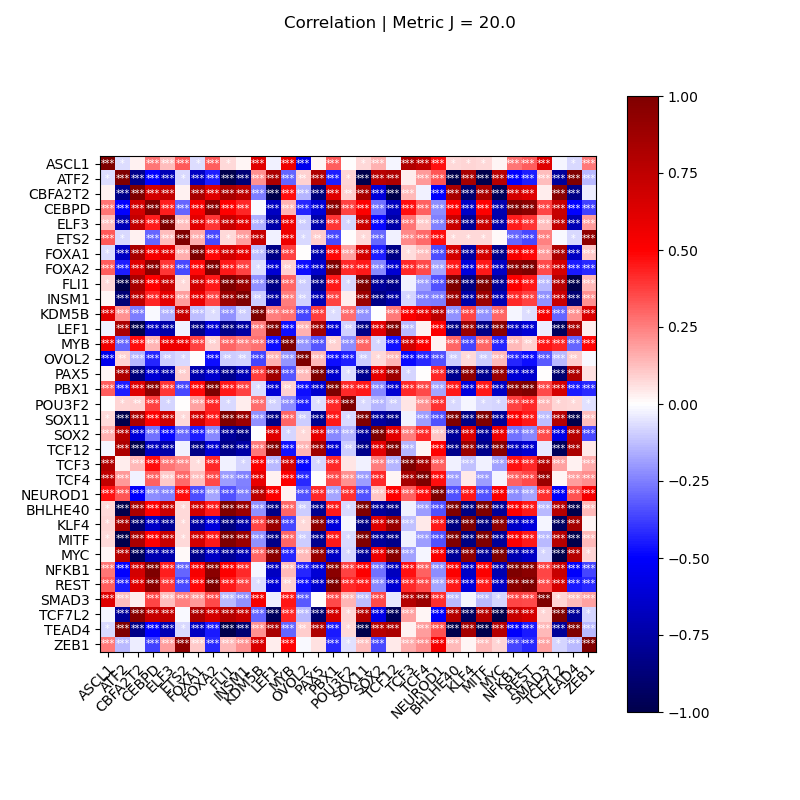 Correlation | Metric J = 20.0
ASCL1
ATF2
CBFA2T2
CEBPD
ELF3
ETS2
FOXA1
FOXA2
FLI1
INSM1
KDM5B
LEF1
MYB
OVOL2
PAX5
PBX1
POU3F2
SOX11
SOX2
TCF12
TCF3
TCF4
NEUROD1
BHLHE40
KLF4
MITF
MYC
NFKB1
REST
SMAD3
TCF7L2
TEAD4
ZEB1
ASCL1
ATF2
CBFA2T2
CEBPD
ELF3
ETS2
FOXA1
FOXA2
FLI1
INSM1
KDM5B
LEF1
MYB
OVOL2
PAX5
PBX1
POU3F2
SOX11
SOX2
TCF12
TCF3
TCF4
NEUROD1
BHLHE40
KLF4
MITF
MYC
NFKB1
REST
SMAD3
TCF7L2
TEAD4
ZEB1
1.00
0.75
0.50
0.25
0.00
−0.25
−0.50
−0.75
−1.00